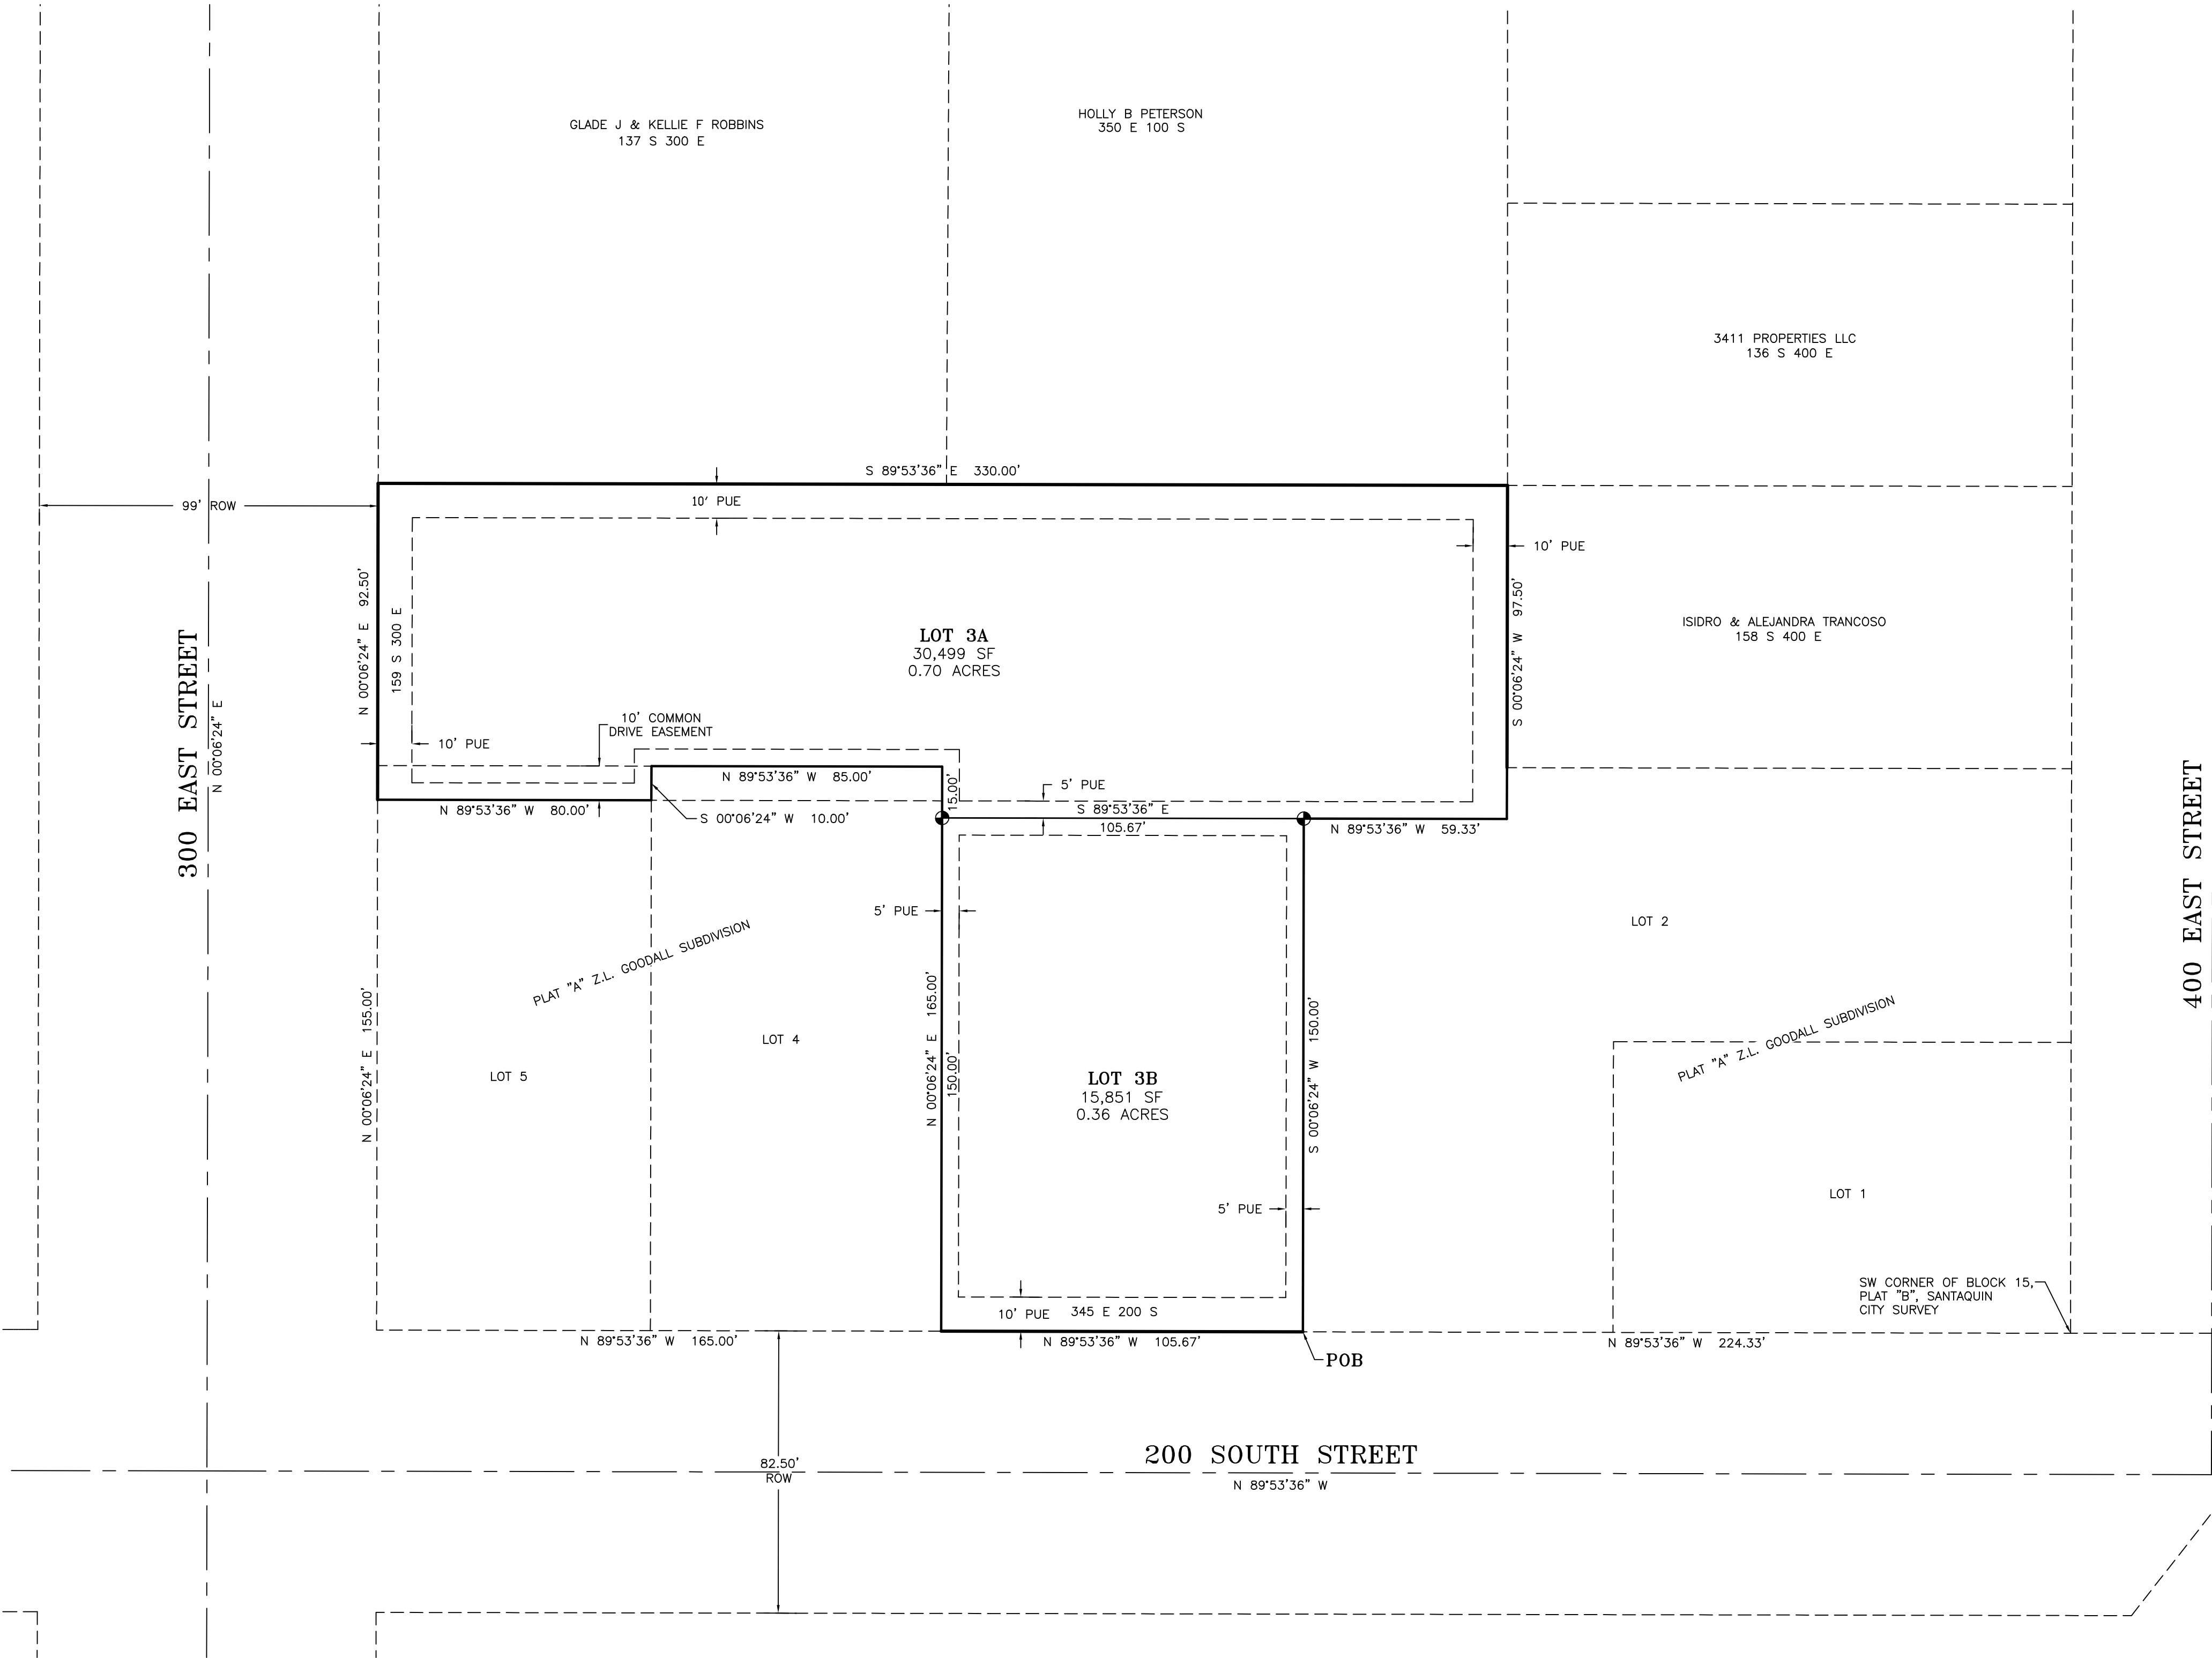 GLADE J & KELLIE F ROBBINS
137 S 300 E
HOLLY B PETERSON
350 E 100 S
3411 PROPERTIES LLC
136 S 400 E
S 89°53'36" E 330.00'
99' ROW
10' PUE
10' PUE
N 00°06'24" E 92.50'
159 S 300 E
LOT 3A
30,499 SF
0.70 ACRES
S 00°06'24" W 97.50'
ISIDRO & ALEJANDRA TRANCOSO
158 S 400 E
300 EAST STREET
N 00°06'24" E
10' COMMON
DRIVE EASEMENT
10' PUE
N 89°53'36" W 85.00'
15.00'
5' PUE
N 89°53'36" W 80.00'
S 00°06'24" W 10.00'
S 89°53'36" E
105.67'
N 89°53'36" W 59.33'
400 EAST STREET
5' PUE
LOT 2
PLAT "A" Z.L. GOODALL SUBDIVISION
N 00°06'24" E 155.00'
LOT 4
LOT 5
N 00°06'24" E 165.00'
150.00'
LOT 3B
15,851 SF
0.36 ACRES
S 00°06'24" W 150.00'
PLAT "A" Z.L. GOODALL SUBDIVISION
LOT 1
5' PUE
SW CORNER OF BLOCK 15,
PLAT "B", SANTAQUIN
CITY SURVEY
10' PUE
345 E 200 S
N 89°53'36" W 165.00'
N 89°53'36" W 105.67'
N 89°53'36" W 224.33'
POB
200 SOUTH STREET
82.50'
ROW
N 89°53'36" W